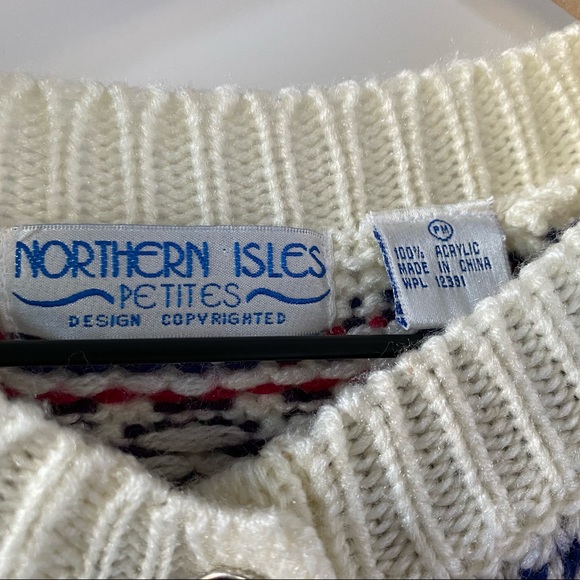 NORTHERN ISLES
PETITES
DESIGN COPYRIGHTED
PM
100% ACRYLIC
MADE IN CHINA
WPL 12391